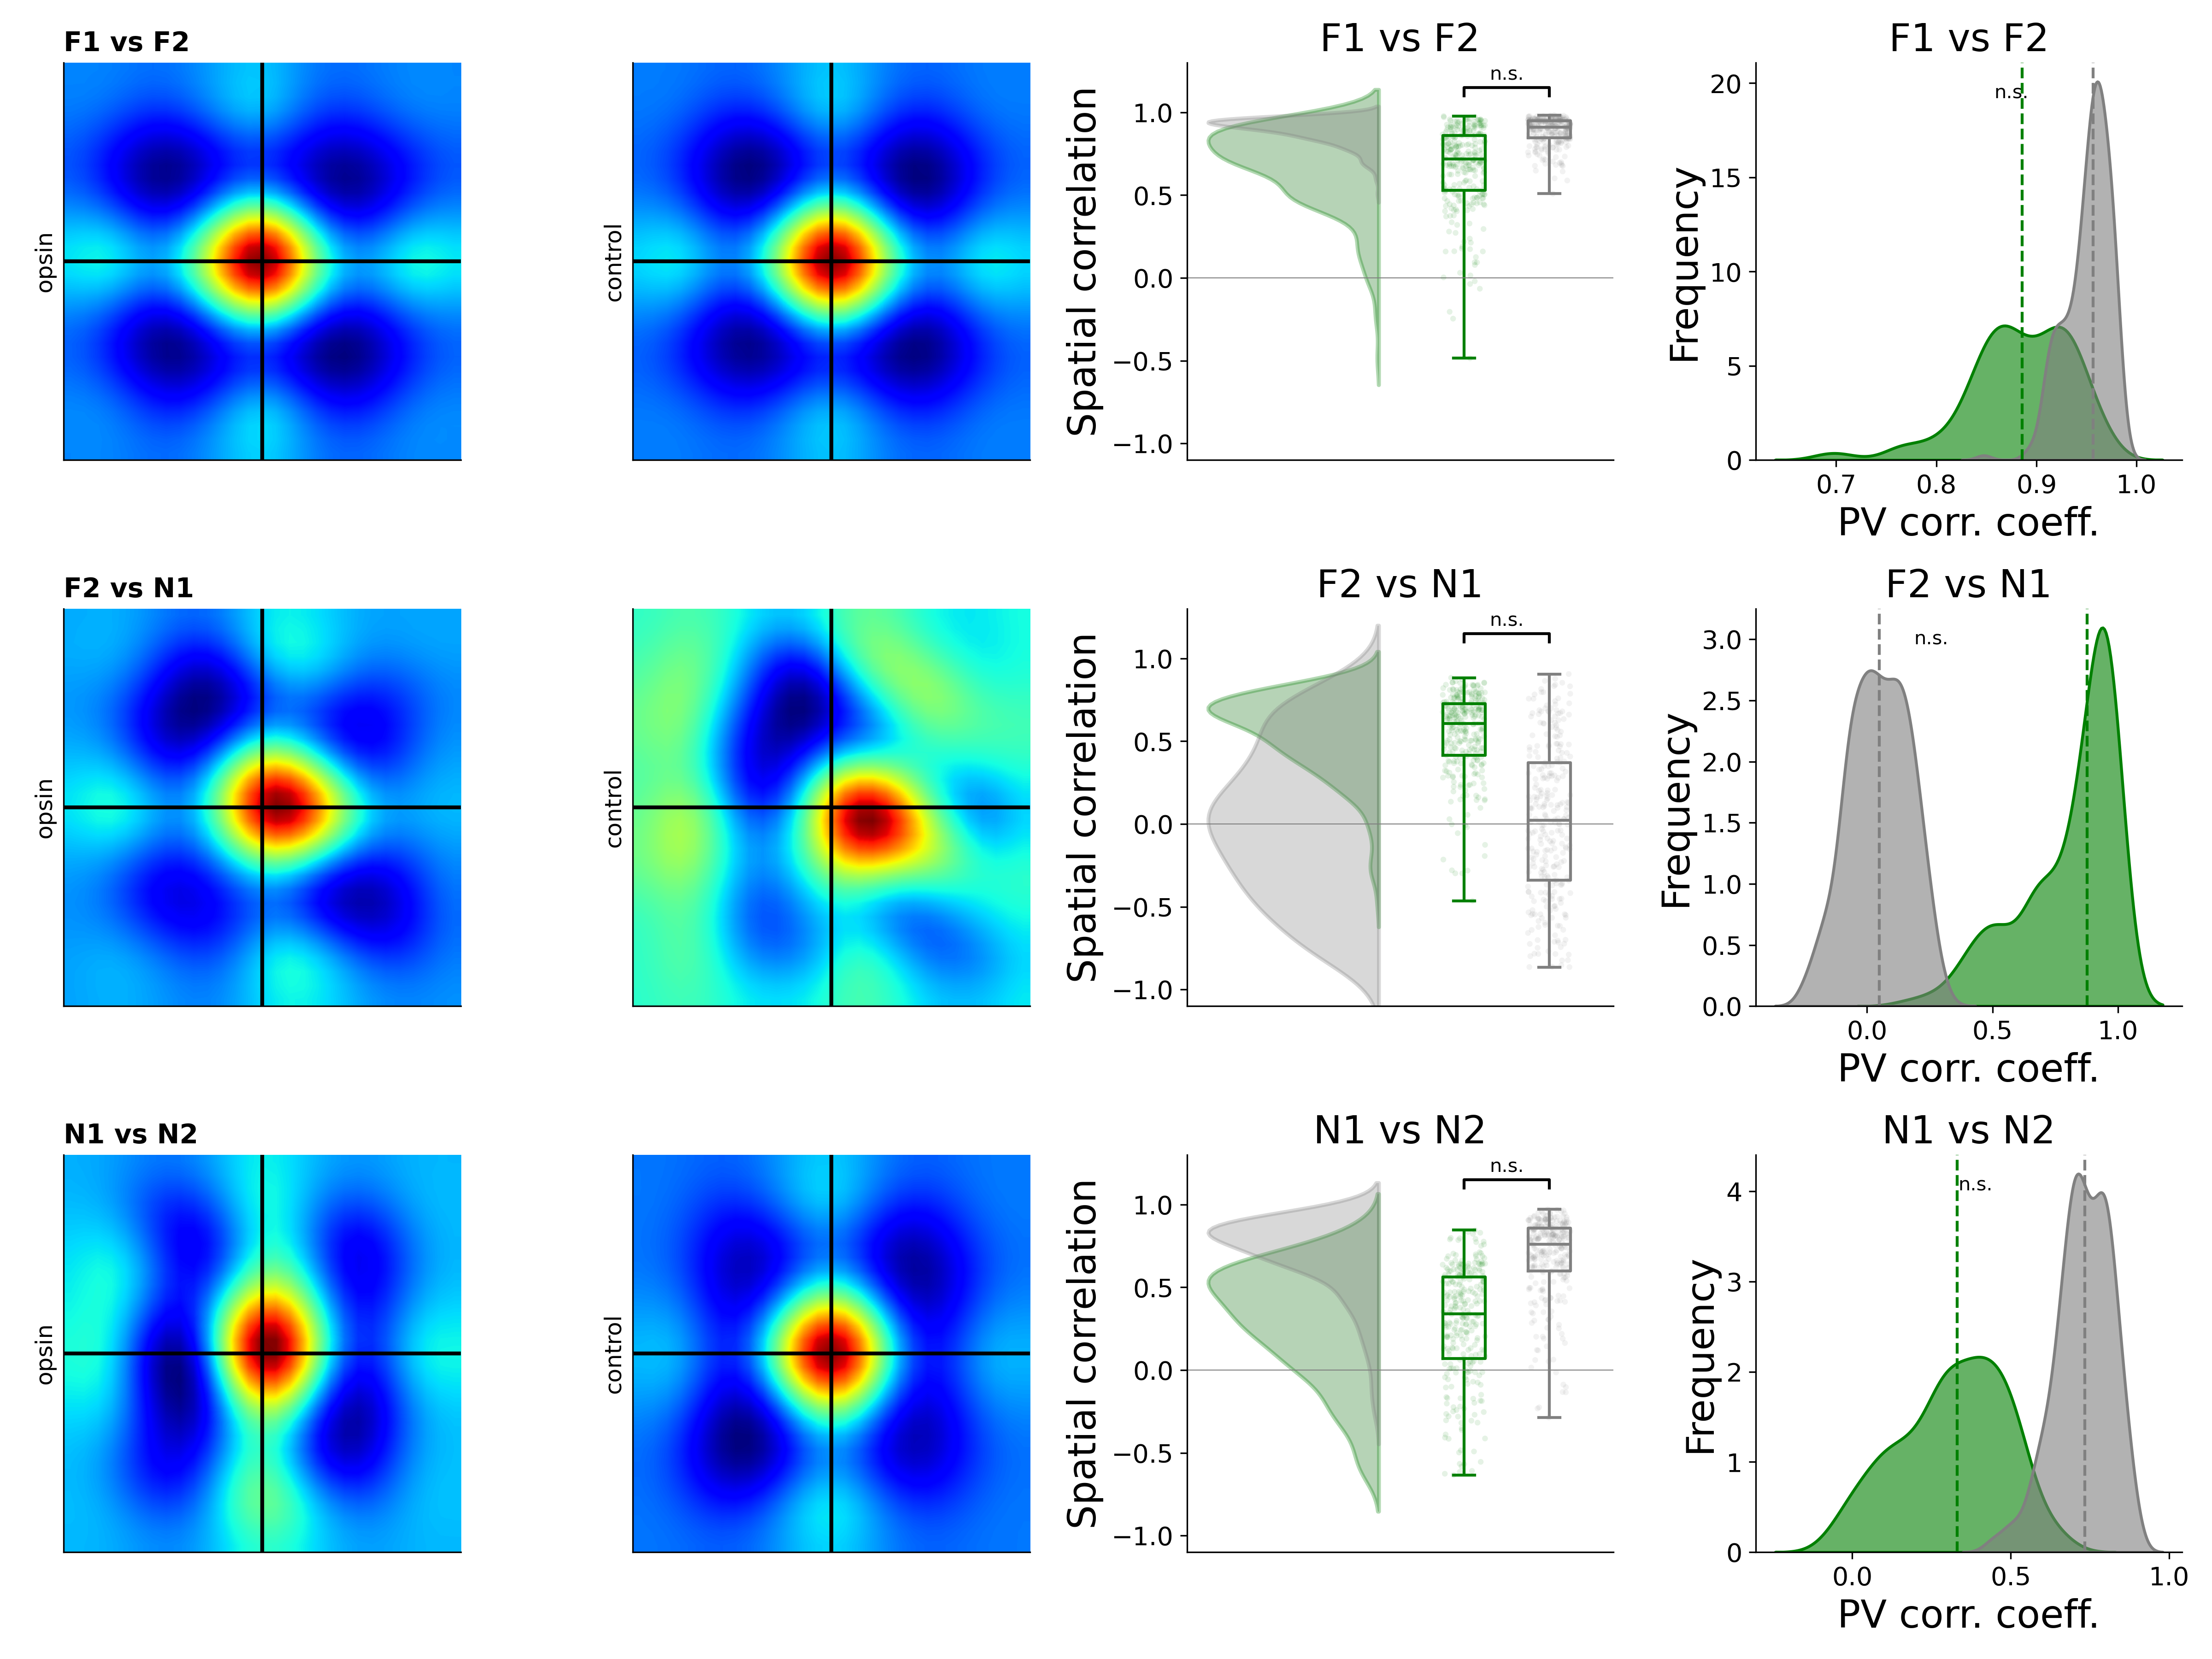 F1 vs F2
opsin
control
F1 vs F2
Spatial correlation
1.0
0.5
0.0
−0.5
−1.0
n.s.
F1 vs F2
Frequency
20
15
10
5
0
n.s.
0.7 0.8 0.9 1.0
PV corr. coeff.
F2 vs N1
opsin
control
F2 vs N1
Spatial correlation
1.0
0.5
0.0
−0.5
−1.0
n.s.
F2 vs N1
Frequency
3.0
2.5
2.0
1.5
1.0
0.5
0.0
n.s.
0.0 0.5 1.0
PV corr. coeff.
N1 vs N2
opsin
control
N1 vs N2
Spatial correlation
1.0
0.5
0.0
−0.5
−1.0
n.s.
N1 vs N2
Frequency
4
3
2
1
0
n.s.
0.0 0.5 1.0
PV corr. coeff.